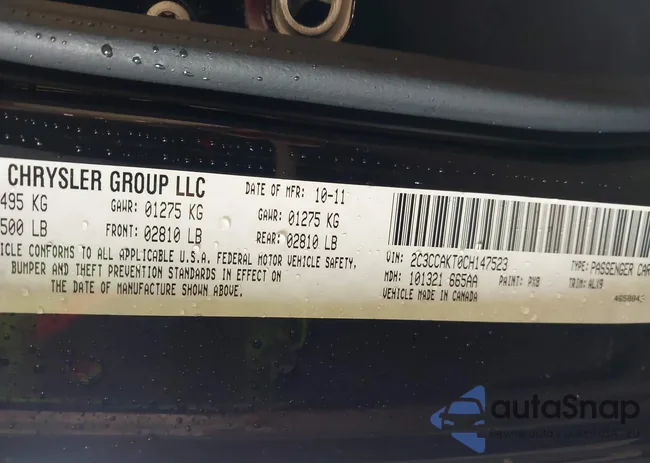 CHRYSLER GROUP LLC
DATE OF MFR: 10-11
495 KG GAWR: 01275 KG GAWR: 01275 KG
500 LB FRONT: 02810 LB REAR: 02810 LB
ICLE CONFORMS TO ALL APPLICABLE U.S.A. FEDERAL MOTOR VEHICLE SAFETY,
BUMPER AND THEFT PREVENTION STANDARDS IN EFFECT ON
THE DATE OF MANUFACTURE SHOWN ABOVE.
VIN: 2C3CCAKT0CH147523 TYPE: PASSENGER CAR
MDH: 101321 665AA PAINT: PX8 TRIM: ALX9
VEHICLE MADE IN CANADA
autoSnap